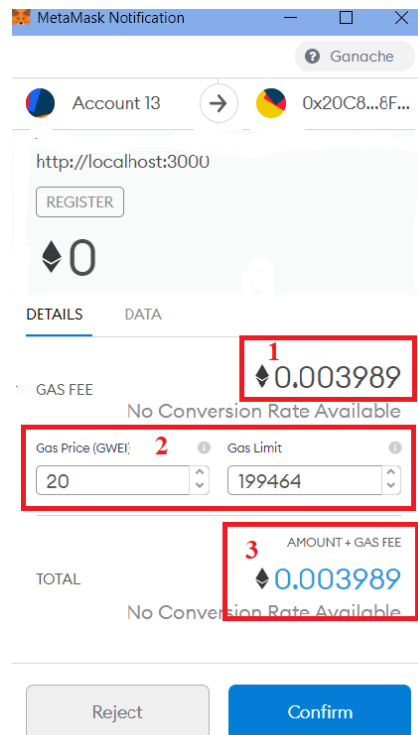 MetaMask Notification
? Ganache
Account 13 → 0x20C8...8F...
http://localhost:3000
REGISTER
0
DETAILS DATA
1
GAS FEE 0.003989
No Conversion Rate Available
Gas Price (GWEI) 2 Gas Limit
20 199464
3 AMOUNT + GAS FEE
TOTAL 0.003989
No Conversion Rate Available
Reject Confirm